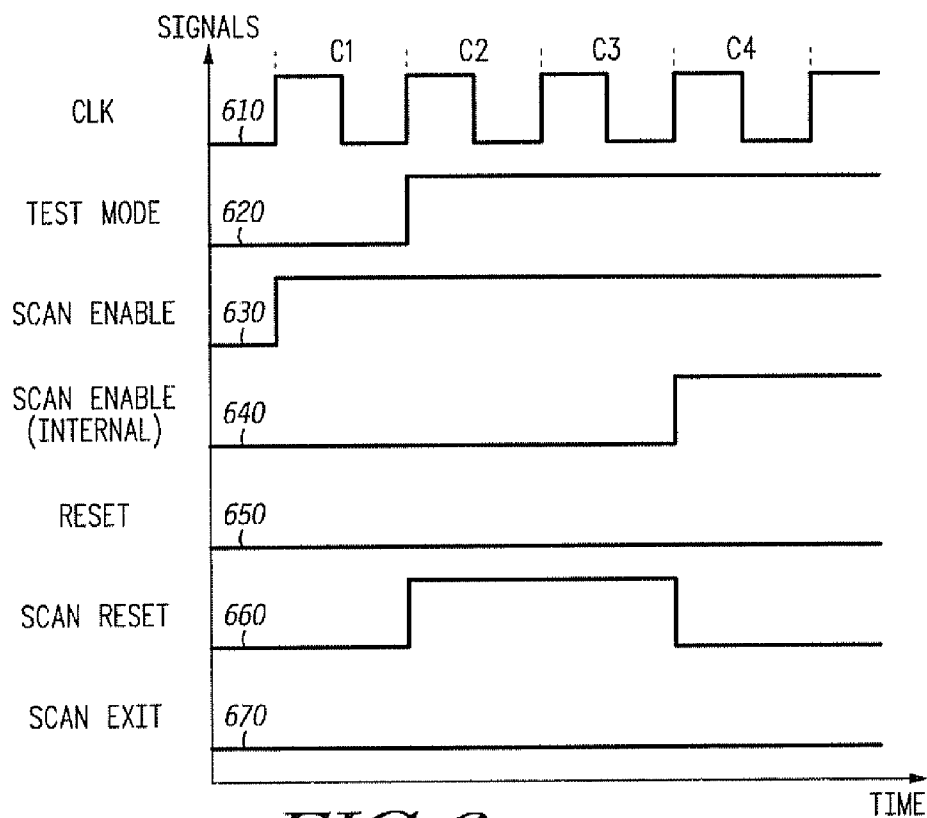 SIGNALS
C1 C2 C3 C4
CLK 610
TEST MODE 620
SCAN ENABLE 630
SCAN ENABLE
(INTERNAL) 640
RESET 650
SCAN RESET 660
SCAN EXIT 670
TIME